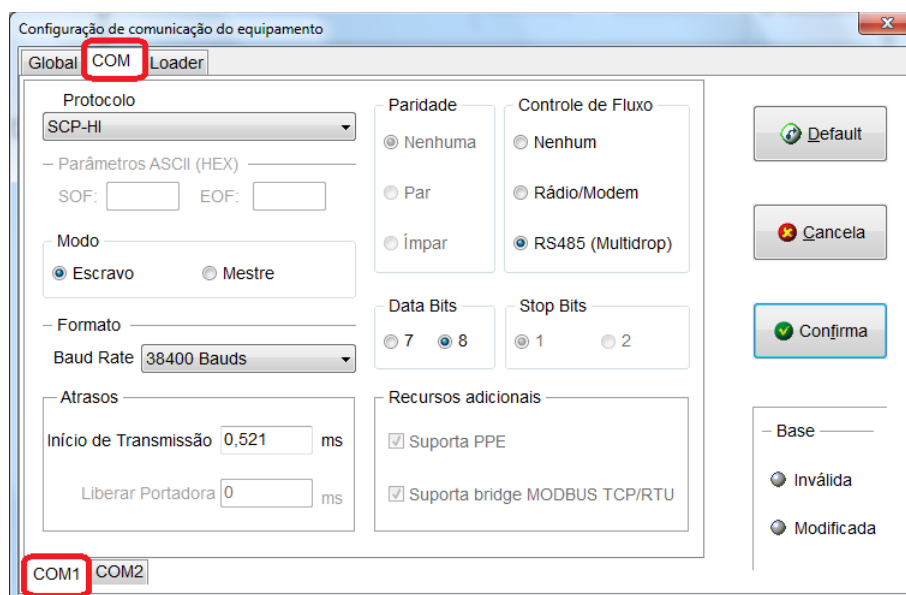 Configuração de comunicação do equipamento
x
Global COM Loader
Protocolo
SCP-HI
Parâmetros ASCII (HEX)
SOF: EOF:
Modo
Escravo Mestre
Formato
Baud Rate 38400 Bauds
Atrasos
Início de Transmissão 0,521 ms
Liberar Portadora 0 ms
Paridade
Nenhuma
Par
Ímpar
Controle de Fluxo
Nenhum
Rádio/Modem
RS485 (Multidrop)
Data Bits
7 8
Stop Bits
1 2
Recursos adicionais
Suporta PPE
Suporta bridge MODBUS TCP/RTU
Default
Cancela
Confirma
Base
Inválida
Modificada
COM1 COM2